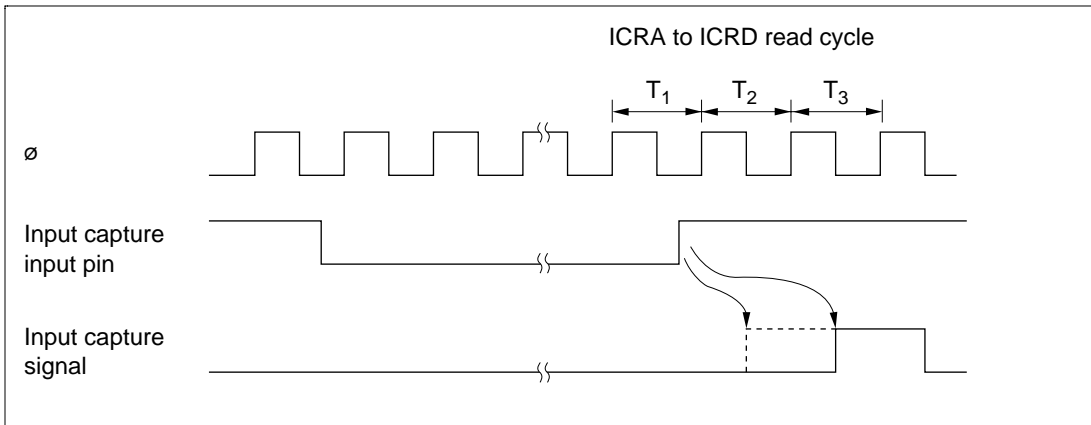 ICRA to ICRD read cycle
T1 T2 T3
ø
Input capture
input pin
Input capture
signal